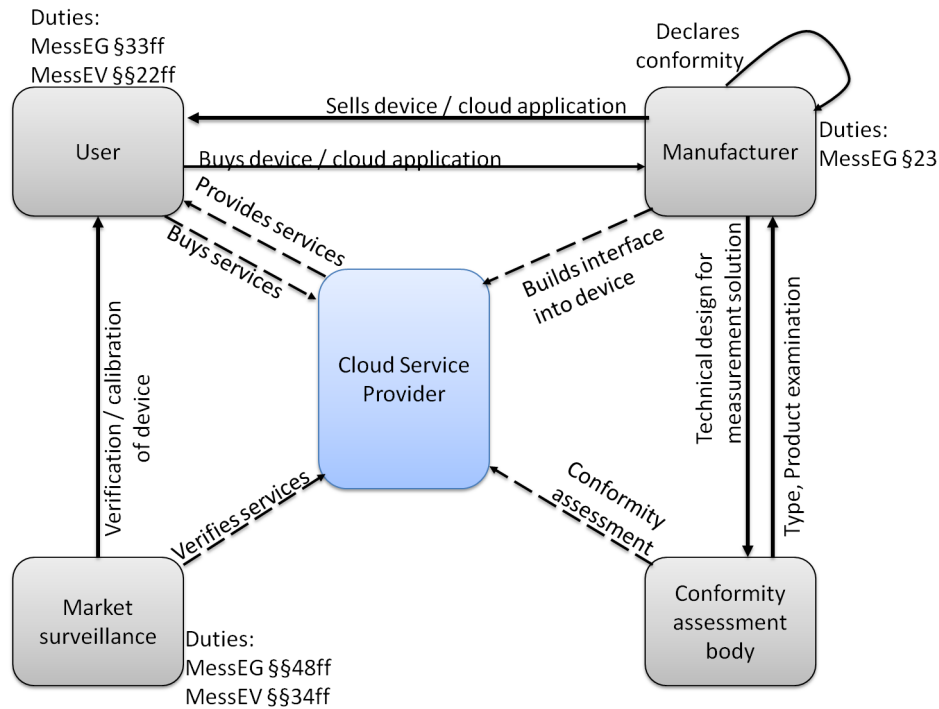 Duties:
MessEG §33ff
MessEV §§22ff
Declares
conformity
User
Sells device / cloud application
Buys device / cloud application
Manufacturer
Duties:
MessEG §23
Provides services
Buys services
Builds interface
into device
Technical design for
measurement solution
Type, Product examination
Cloud Service
Provider
Verification / calibration
of device
Verifies services
Conformity
assessment
Market
surveillance
Duties:
MessEG §§48ff
MessEV §§34ff
Conformity
assessment
body